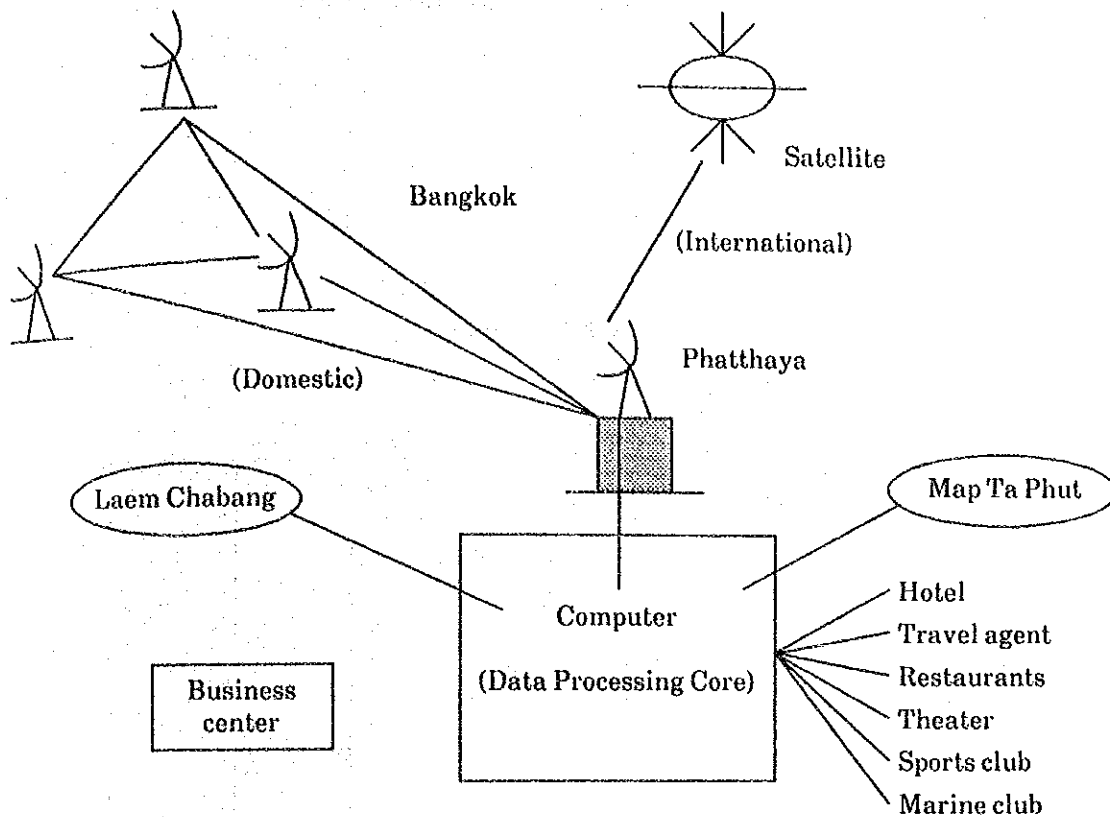 Satellite
Bangkok
(International)
Phatthaya
(Domestic)
Laem Chabang
Map Ta Phut
Computer
(Data Processing Core)
Business
center
Hotel
Travel agent
Restaurants
Theater
Sports club
Marine club